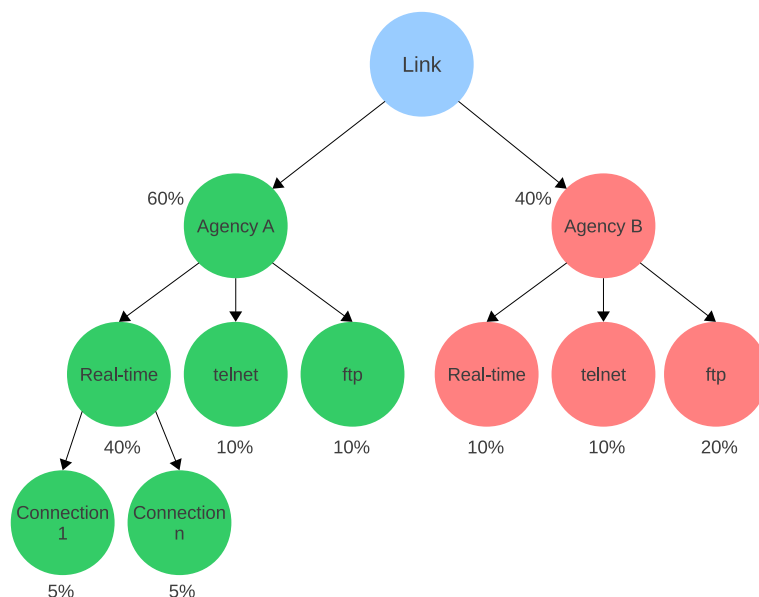 Link
60%
Agency A
40%
Agency B
Real-time
telnet
ftp
Real-time
telnet
ftp
40%
10%
10%
10%
10%
20%
Connection
1
Connection
n
5%
5%